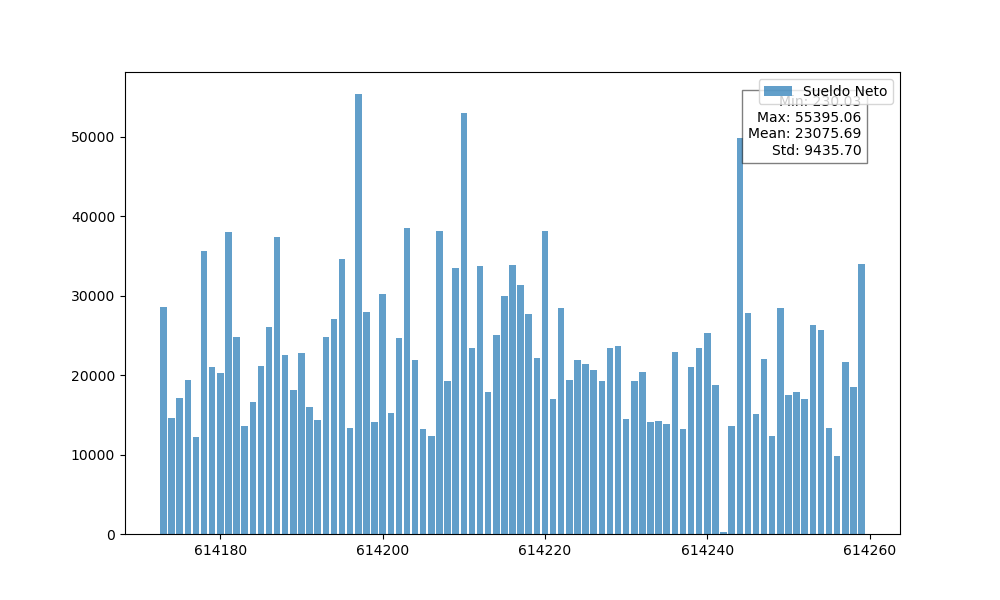 Sueldo Neto
Min: 230.03
Max: 55395.06
Mean: 23075.69
Std: 9435.70
50000
40000
30000
20000
10000
0
614180
614200
614220
614240
614260